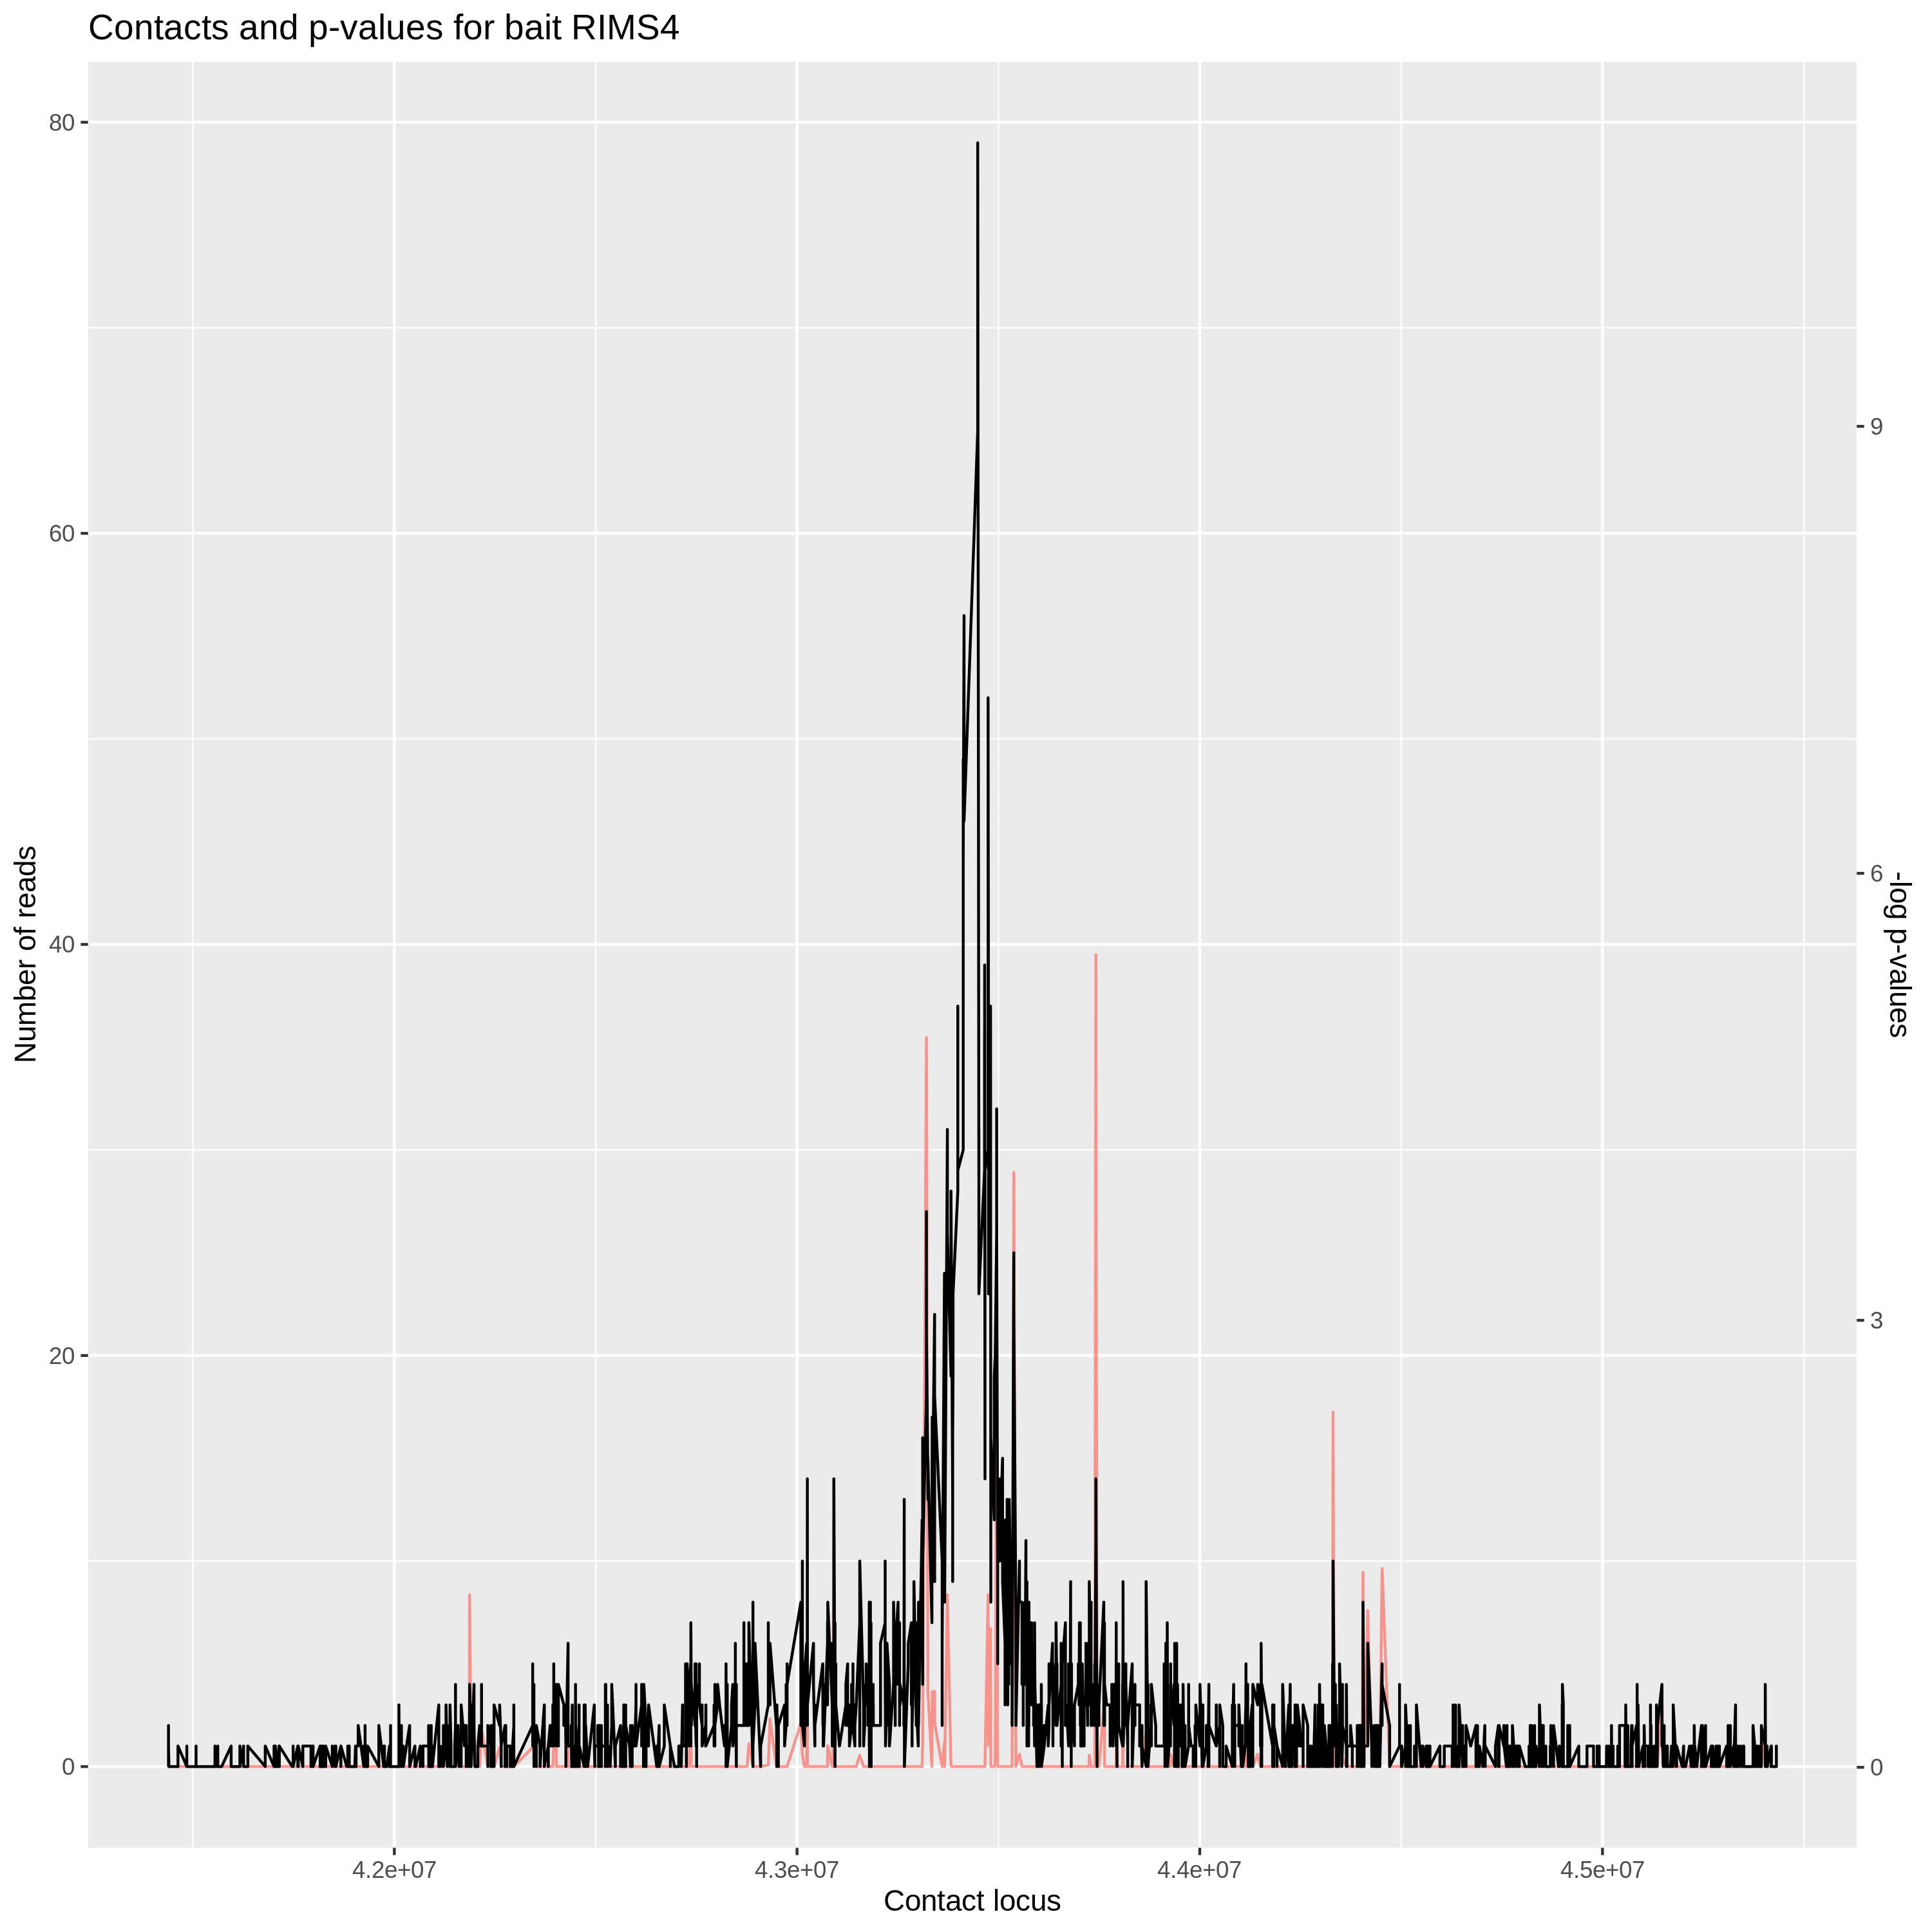 Contacts and p-values for bait RIMS4
80
60
40
20
0
Number of reads
9
6
3
0
-log p-values
4.2e+07
4.3e+07
4.4e+07
4.5e+07
Contact locus